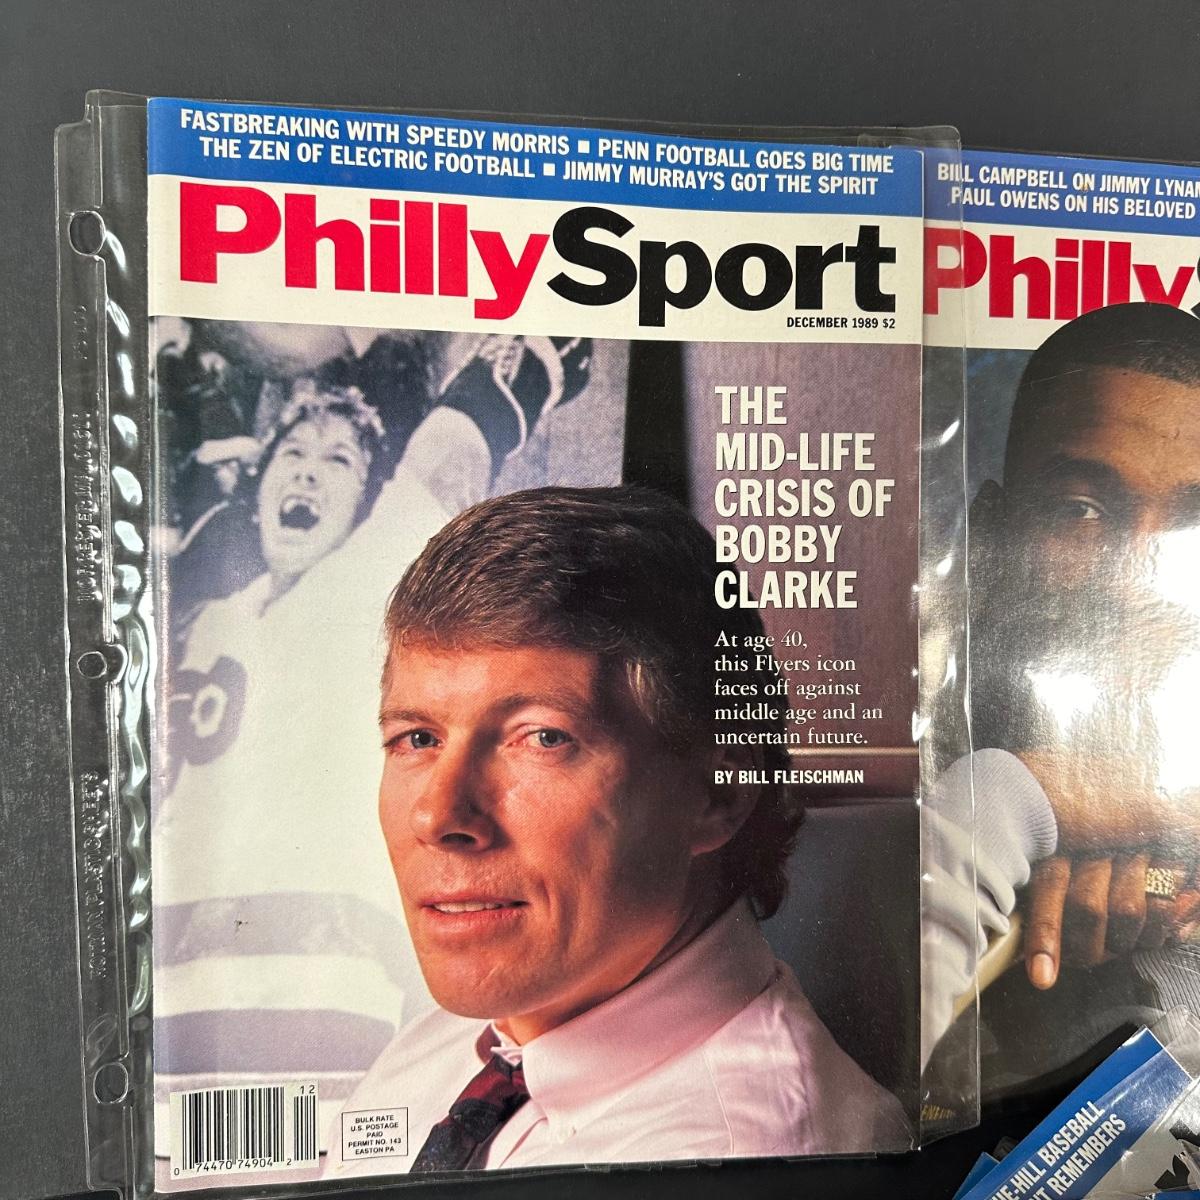 FASTBREAKING WITH SPEEDY MORRIS ■ PENN FOOTBALL GOES BIG TIME
THE ZEN OF ELECTRIC FOOTBALL ■ JIMMY MURRAY'S GOT THE SPIRIT
PhillySport
DECEMBER 1989 $2
THE
MID-LIFE
CRISIS OF
BOBBY
CLARKE
At age 40,
this Flyers icon
faces off against
middle age and an
uncertain future.
BY BILL FLEISCHMAN
12
0 74470 74904 2
BULK RATE
U.S. POSTAGE
PAID
PERMIT NO. 143
EASTON PA
BILL CAMPBELL ON JIMMY LYNAM
PAUL OWENS ON HIS BELOVED
Philly
HILL BASEBALL
REMEMBERS